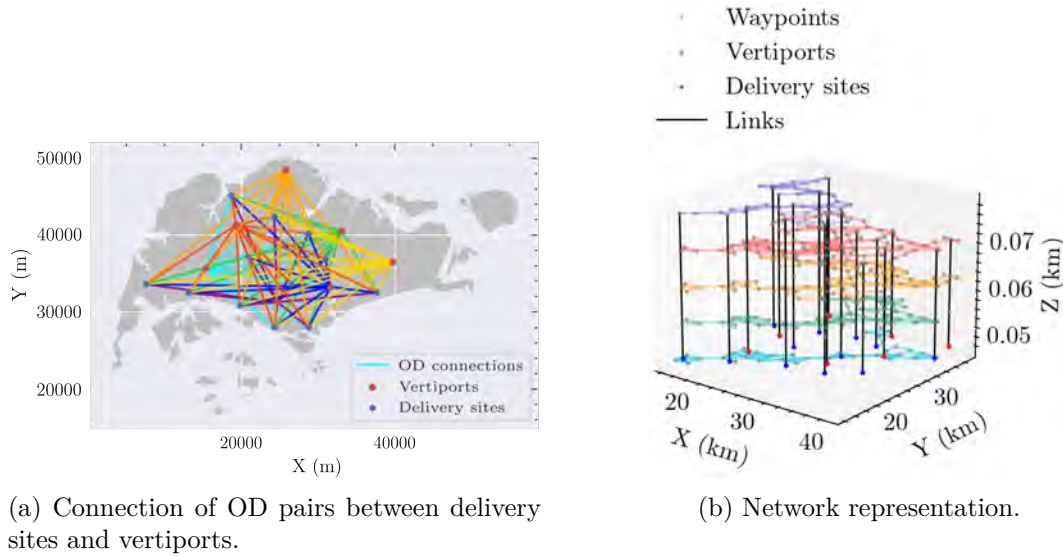 50000
40000
30000
20000
Y (m)
OD connections
Vertiports
Delivery sites
20000 40000
X (m)
(a) Connection of OD pairs between delivery
sites and vertiports.
Waypoints
Vertiports
Delivery sites
Links
0.07
0.06
0.05
Z (km)
20
30
40
X (km)
20
30
Y (km)
(b) Network representation.